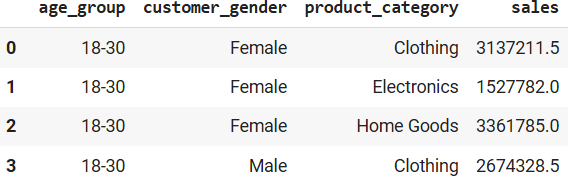 age_group customer_gender product_category sales
0 18-30 Female Clothing 3137211.5
1 18-30 Female Electronics 1527782.0
2 18-30 Female Home Goods 3361785.0
3 18-30 Male Clothing 2674328.5